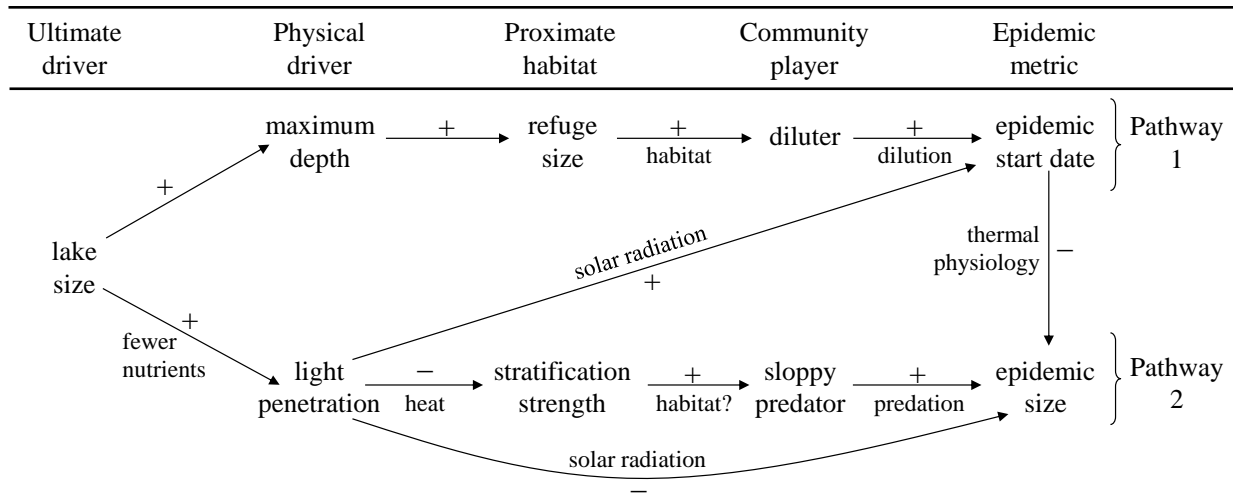 Ultimate
driver
Physical
driver
Proximate
habitat
Community
player
Epidemic
metric
maximum
depth
+
refuge
size
+
habitat
diluter
+
dilution
epidemic
start date
Pathway
1
+
lake
size
solar radiation
+
thermal
physiology
−
+
fewer
nutrients
light
penetration
−
heat
stratification
strength
+
habitat?
sloppy
predator
+
predation
epidemic
size
Pathway
2
solar radiation
−